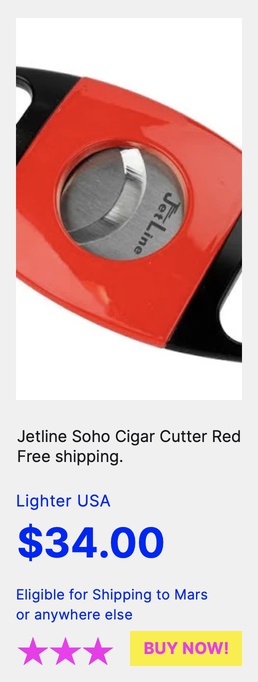 JetLine
Jetline Soho Cigar Cutter Red
Free shipping.
Lighter USA
$34.00
Eligible for Shipping to Mars
or anywhere else
BUY NOW!